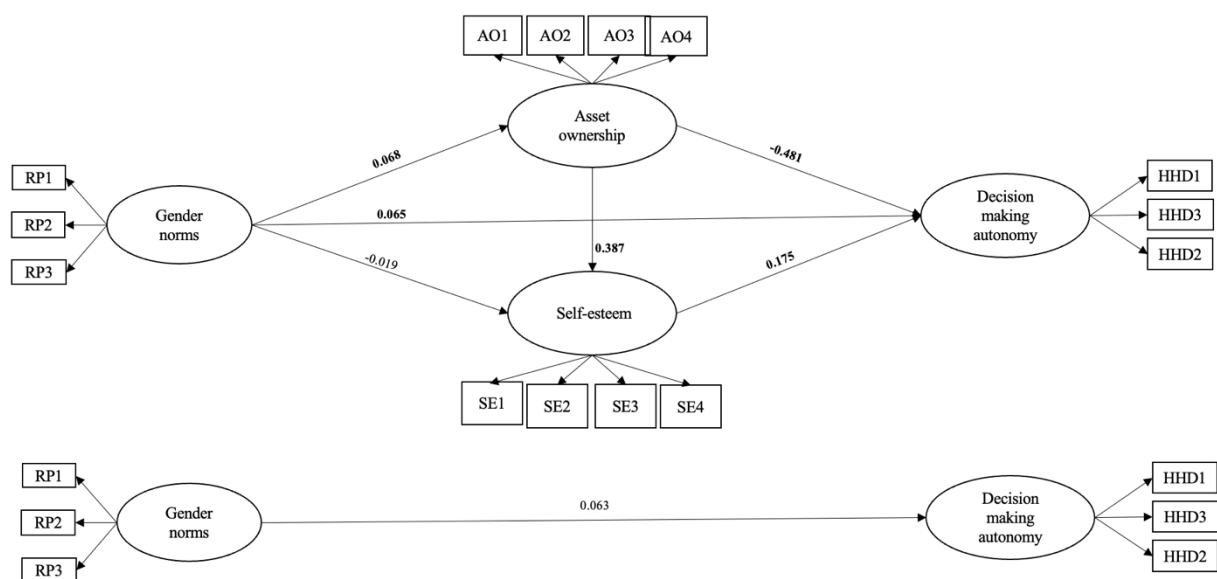 AO1 AO2 AO3 AO4
Asset
ownership
0.068
-0.481
RP1
RP2
RP3
Gender
norms
0.065
Decision
making
autonomy
HHD1
HHD3
HHD2
-0.019
0.387
0.175
Self-esteem
SE1 SE2 SE3 SE4
RP1
RP2
RP3
Gender
norms
0.063
Decision
making
autonomy
HHD1
HHD3
HHD2